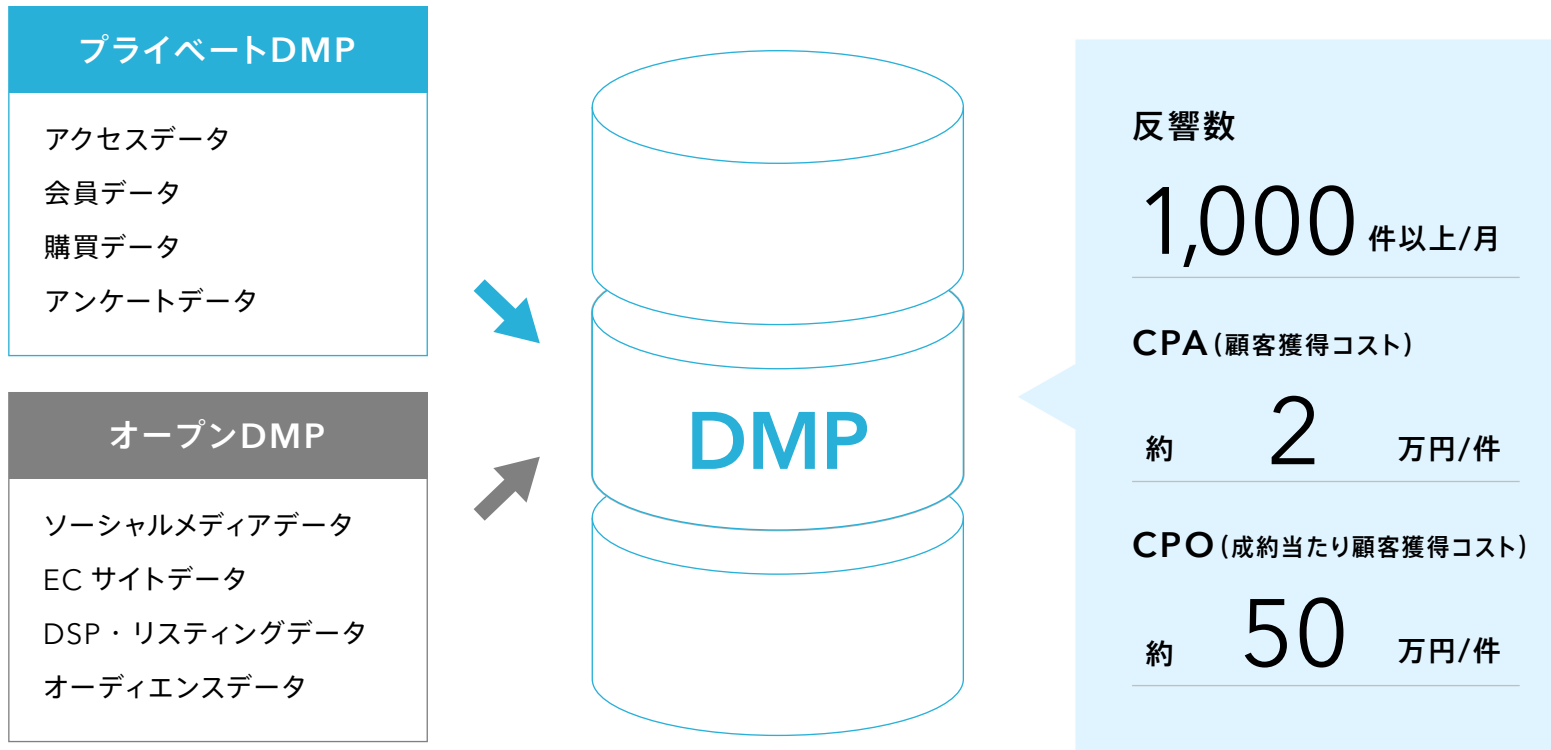 プライベートDMP
アクセスデータ
会員データ
購買データ
アンケートデータ
オープンDMP
ソーシャルメディアデータ
EC サイトデータ
DSP・リスティングデータ
オーディエンスデータ
DMP
反響数
1,000 件以上/月
CPA(顧客獲得コスト)
約 2 万円/件
CPO(成約当たり顧客獲得コスト)
約 50 万円/件